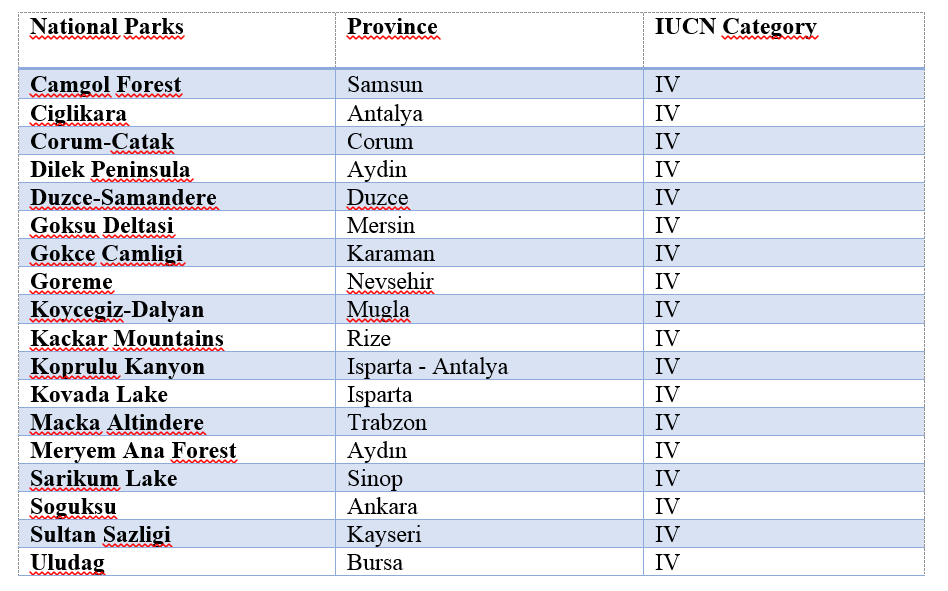 National Parks Province IUCN Category
Camgol Forest Samsun IV
Ciglikara Antalya IV
Corum-Catak Corum IV
Dilek Peninsula Aydin IV
Duzce-Samandere Duzce IV
Goksu Deltasi Mersin IV
Gokce Camligi Karaman IV
Goreme Nevsehir IV
Koycegiz-Dalyan Mugla IV
Kackar Mountains Rize IV
Koprulu Kanyon Isparta - Antalya IV
Kovada Lake Isparta IV
Macka Altindere Trabzon IV
Meryem Ana Forest Aydın IV
Sarikum Lake Sinop IV
Soguksu Ankara IV
Sultan Sazligi Kayseri IV
Uludag Bursa IV